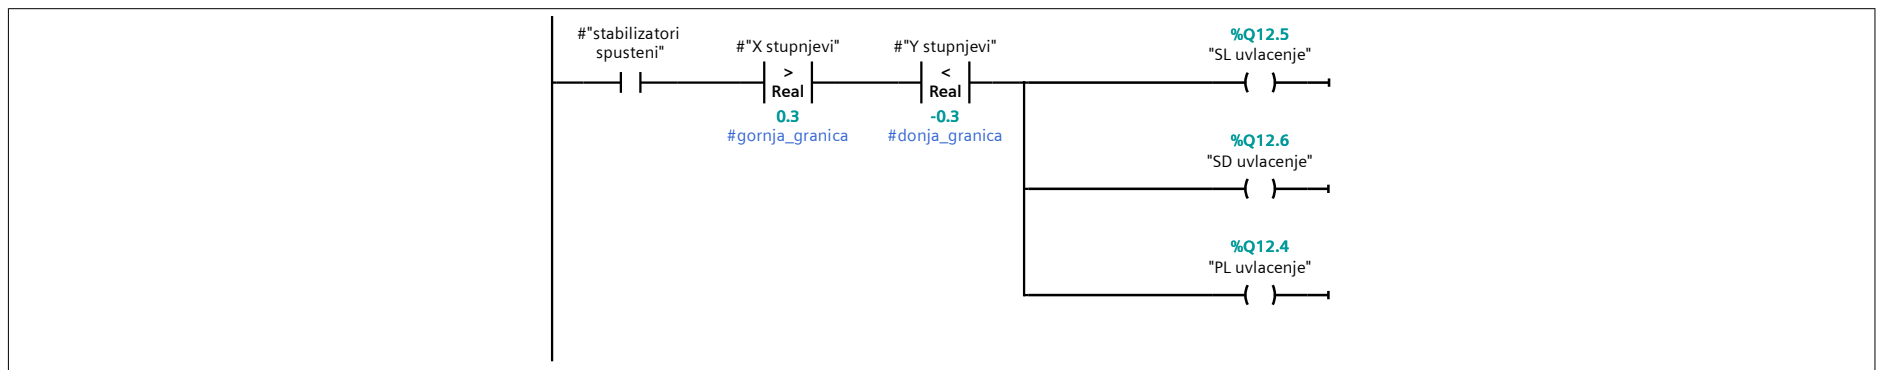 #"stabilizatori
spusteni"
#"X stupnjevi"
>
Real
0.3
#gornja_granica
#"Y stupnjevi"
<
Real
-0.3
#donja_granica
%Q12.5
"SL uvlacenje"
%Q12.6
"SD uvlacenje"
%Q12.4
"PL uvlacenje"